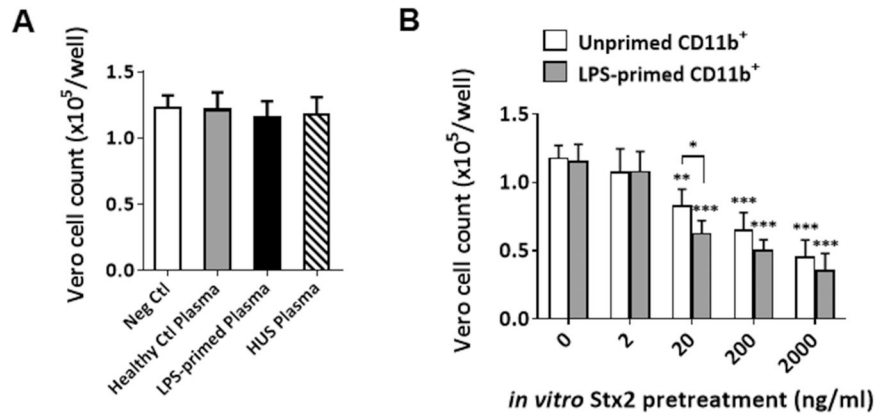 A
Vero cell count (x10⁵/well)
1.5
1.0
0.5
0.0
Neg Ctl
Healthy Ctl Plasma
LPS-primed Plasma
HUS Plasma
B
Unprimed CD11b⁺
LPS-primed CD11b⁺
Vero cell count (x10⁵/well)
1.5
1.0
0.5
0.0
*
**
***
***
***
***
***
0
2
20
200
2000
in vitro Stx2 pretreatment (ng/ml)